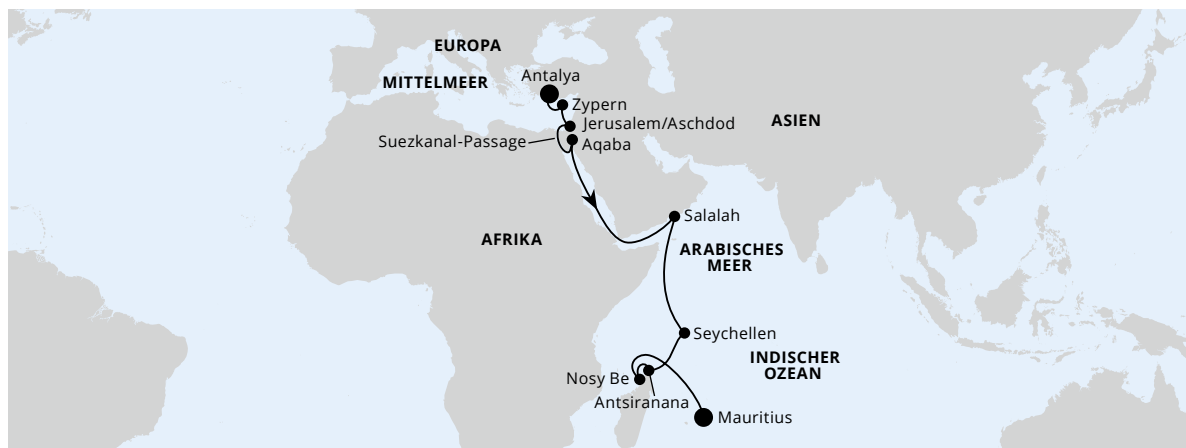 EUROPA
MITTELMEER
Antalya
Zypern
Jerusalem/Aschdod
Suezkanal-Passage
Aqaba
ASIEN
Salalah
AFRIKA
ARABISCHES
MEER
Seychellen
INDISCHER
OZEAN
Nosy Be
Antsiranana
Mauritius